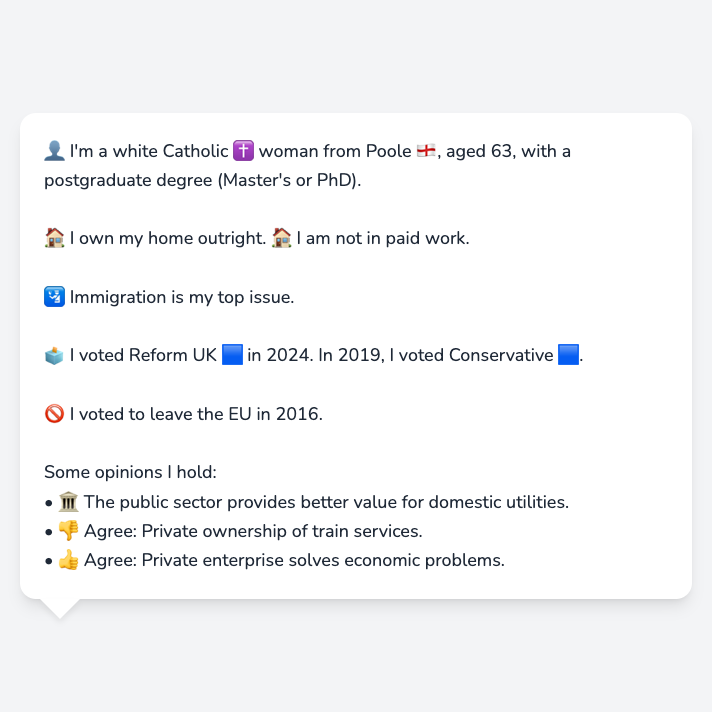 👤 I'm a white Catholic ✝️ woman from Poole 🏴󠁧󠁢󠁥󠁮󠁧󠁿, aged 63, with a
postgraduate degree (Master's or PhD).
🏠 I own my home outright. 🏠 I am not in paid work.
🛂 Immigration is my top issue.
🗳️ I voted Reform UK 🟦 in 2024. In 2019, I voted Conservative 🟦.
🚫 I voted to leave the EU in 2016.
Some opinions I hold:
• 🏛️ The public sector provides better value for domestic utilities.
• 👎 Agree: Private ownership of train services.
• 👍 Agree: Private enterprise solves economic problems.